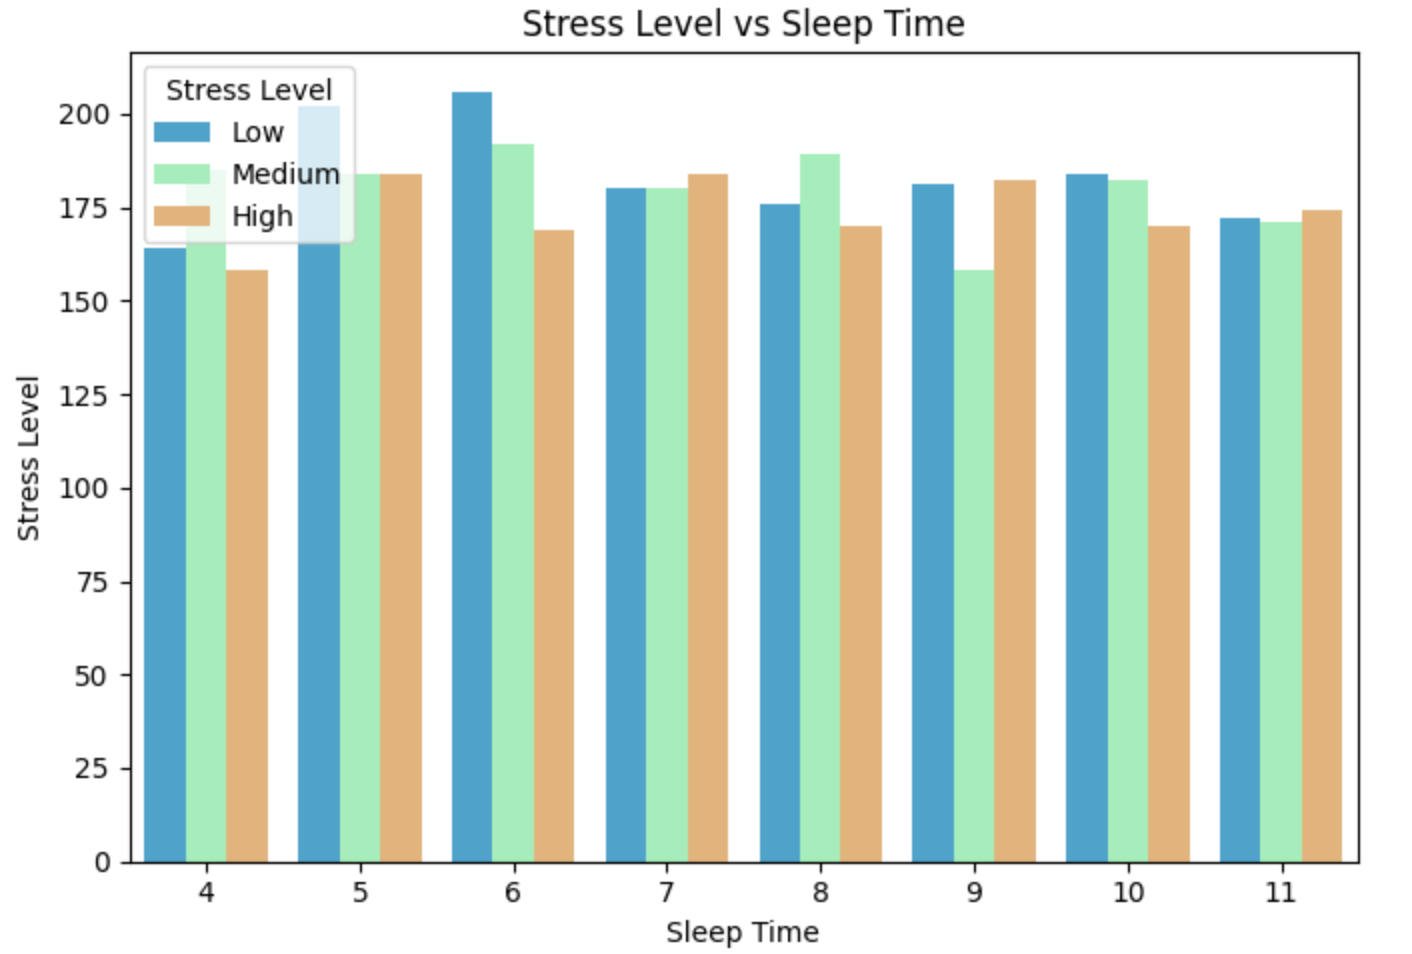 Stress Level vs Sleep Time
Stress Level
Low
Medium
High
200
175
150
125
100
75
50
25
0
Stress Level
4 5 6 7 8 9 10 11
Sleep Time